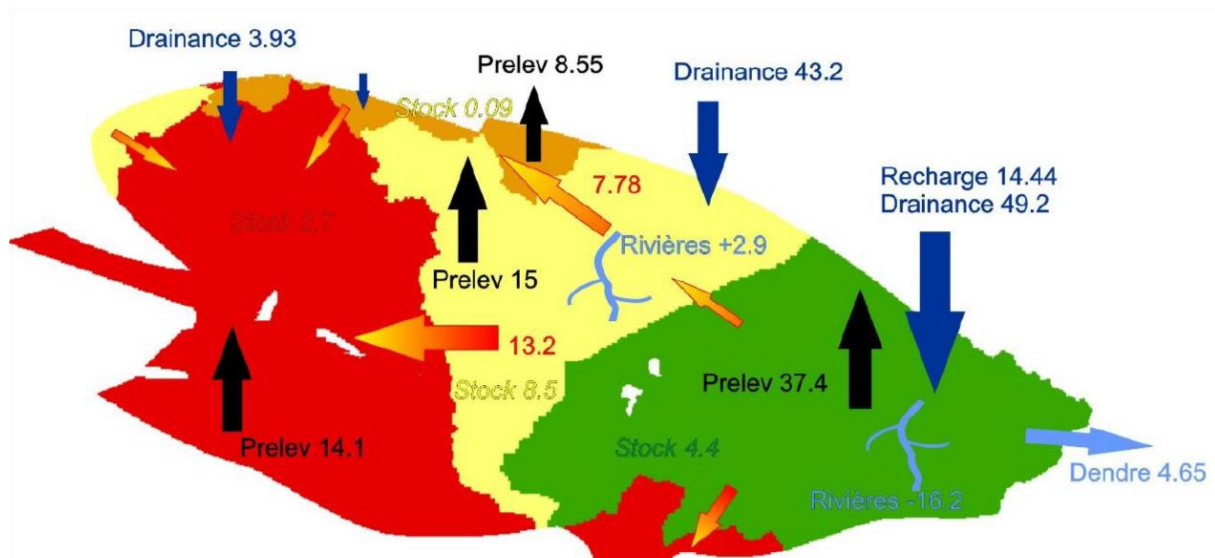 Drainance 3.93
Prelev 8.55
Stock 0.09
Drainance 43.2
Recharge 14.44
Drainance 49.2
7.78
Rivières +2.9
Prelev 15
13.2
Stock 8.5
Prelev 37.4
Prelev 14.1
Stock 4.4
Dendre 4.65
Rivières -16.2